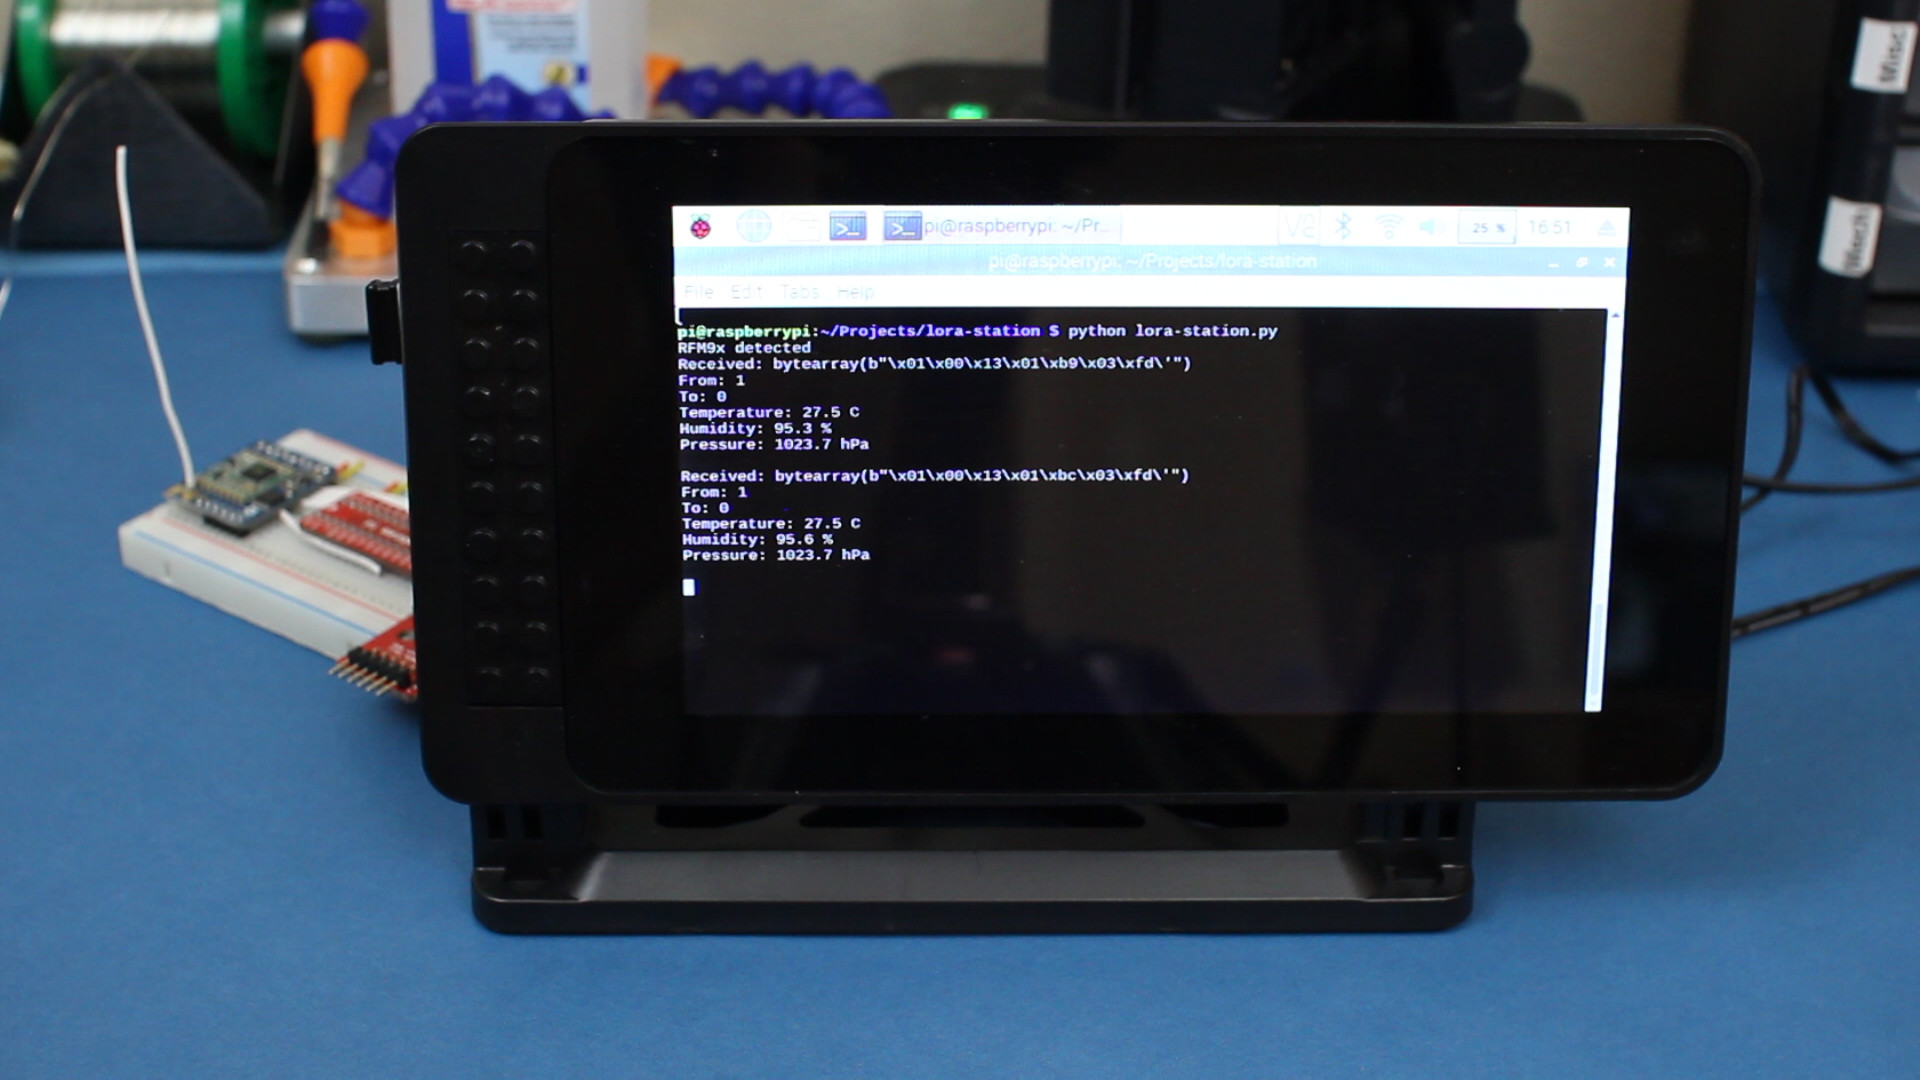 pi@raspberrypi: ~/Pr...
25 %
16:51
pi@raspberrypi: ~/Projects/lora-station
File Edit Tabs Help
pi@raspberrypi:~/Projects/lora-station $ python lora-station.py
RFM9x detected
Received: bytearray(b"\x01\x00\x13\x01\xb9\x03\xfd\'")
From: 1
To: 0
Temperature: 27.5 C
Humidity: 95.3 %
Pressure: 1023.7 hPa
Received: bytearray(b"\x01\x00\x13\x01\xbc\x03\xfd\'")
From: 1
To: 0
Temperature: 27.5 C
Humidity: 95.6 %
Pressure: 1023.7 hPa